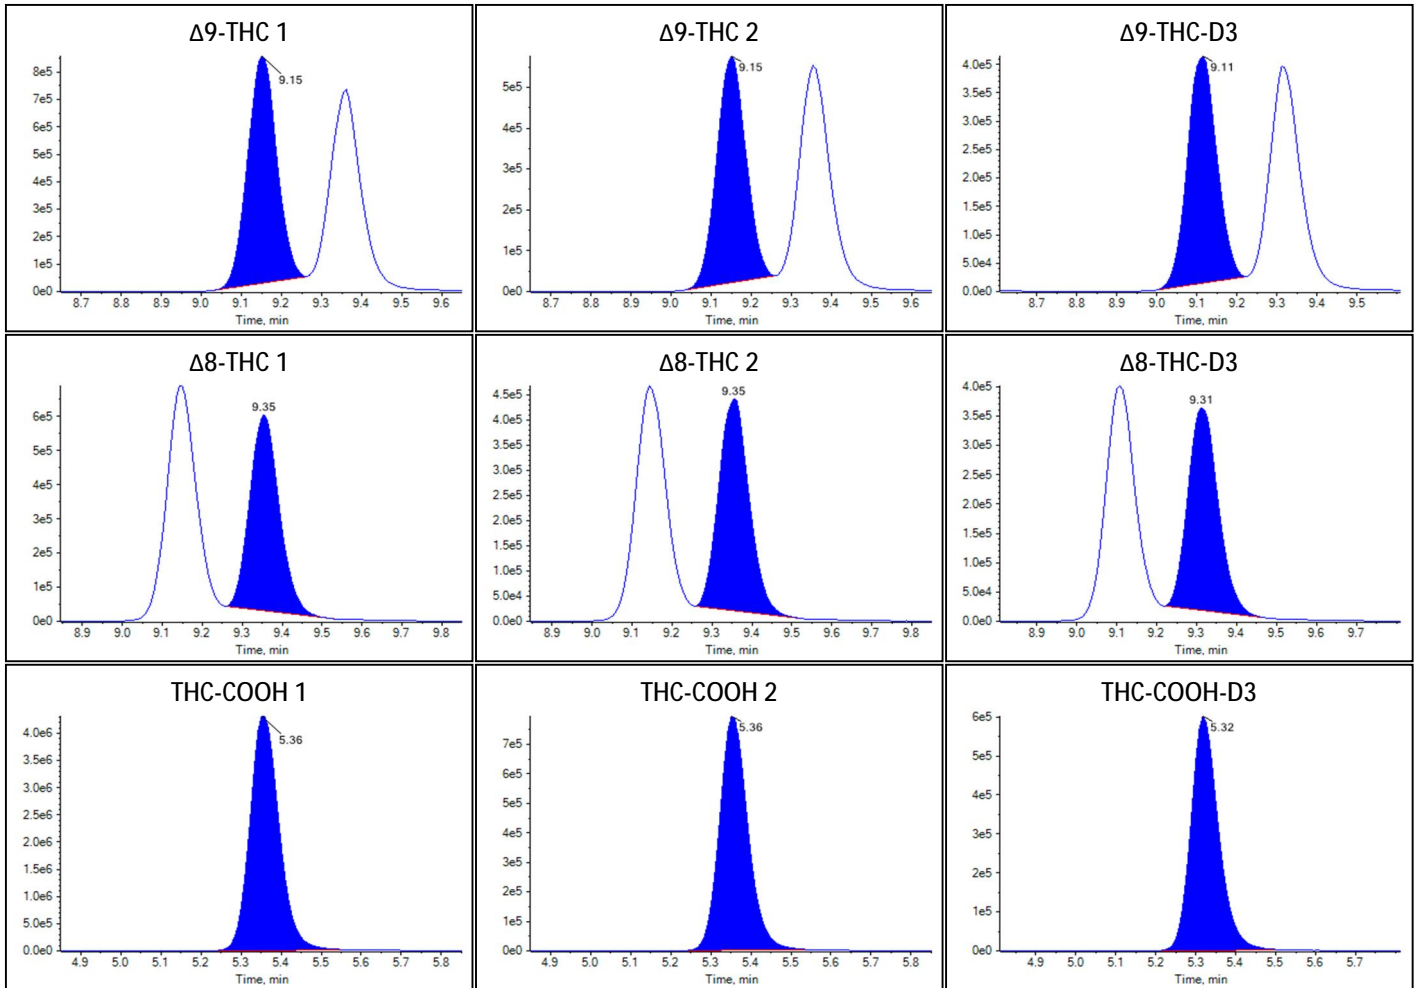 Δ9-THC 1
8e5
7e5
6e5
5e5
4e5
3e5
2e5
1e5
0e0
9.15
8.7 8.8 8.9 9.0 9.1 9.2 9.3 9.4 9.5 9.6
Time, min
Δ9-THC 2
5e5
4e5
3e5
2e5
1e5
0e0
9.15
8.7 8.8 8.9 9.0 9.1 9.2 9.3 9.4 9.5 9.6
Time, min
Δ9-THC-D3
4.0e5
3.5e5
3.0e5
2.5e5
2.0e5
1.5e5
1.0e5
5.0e4
0.0e0
9.11
8.7 8.8 8.9 9.0 9.1 9.2 9.3 9.4 9.5
Time, min
Δ8-THC 1
6e5
5e5
4e5
3e5
2e5
1e5
0e0
9.35
8.9 9.0 9.1 9.2 9.3 9.4 9.5 9.6 9.7 9.8
Time, min
Δ8-THC 2
4.5e5
4.0e5
3.5e5
3.0e5
2.5e5
2.0e5
1.5e5
1.0e5
5.0e4
0.0e0
9.35
8.9 9.0 9.1 9.2 9.3 9.4 9.5 9.6 9.7 9.8
Time, min
Δ8-THC-D3
4.0e5
3.5e5
3.0e5
2.5e5
2.0e5
1.5e5
1.0e5
5.0e4
0.0e0
9.31
8.9 9.0 9.1 9.2 9.3 9.4 9.5 9.6 9.7
Time, min
THC-COOH 1
4.0e6
3.5e6
3.0e6
2.5e6
2.0e6
1.5e6
1.0e6
5.0e5
0.0e0
5.36
4.9 5.0 5.1 5.2 5.3 5.4 5.5 5.6 5.7 5.8
Time, min
THC-COOH 2
7e5
6e5
5e5
4e5
3e5
2e5
1e5
0e0
5.36
4.9 5.0 5.1 5.2 5.3 5.4 5.5 5.6 5.7 5.8
Time, min
THC-COOH-D3
6e5
5e5
4e5
3e5
2e5
1e5
0e0
5.32
4.9 5.0 5.1 5.2 5.3 5.4 5.5 5.6 5.7
Time, min